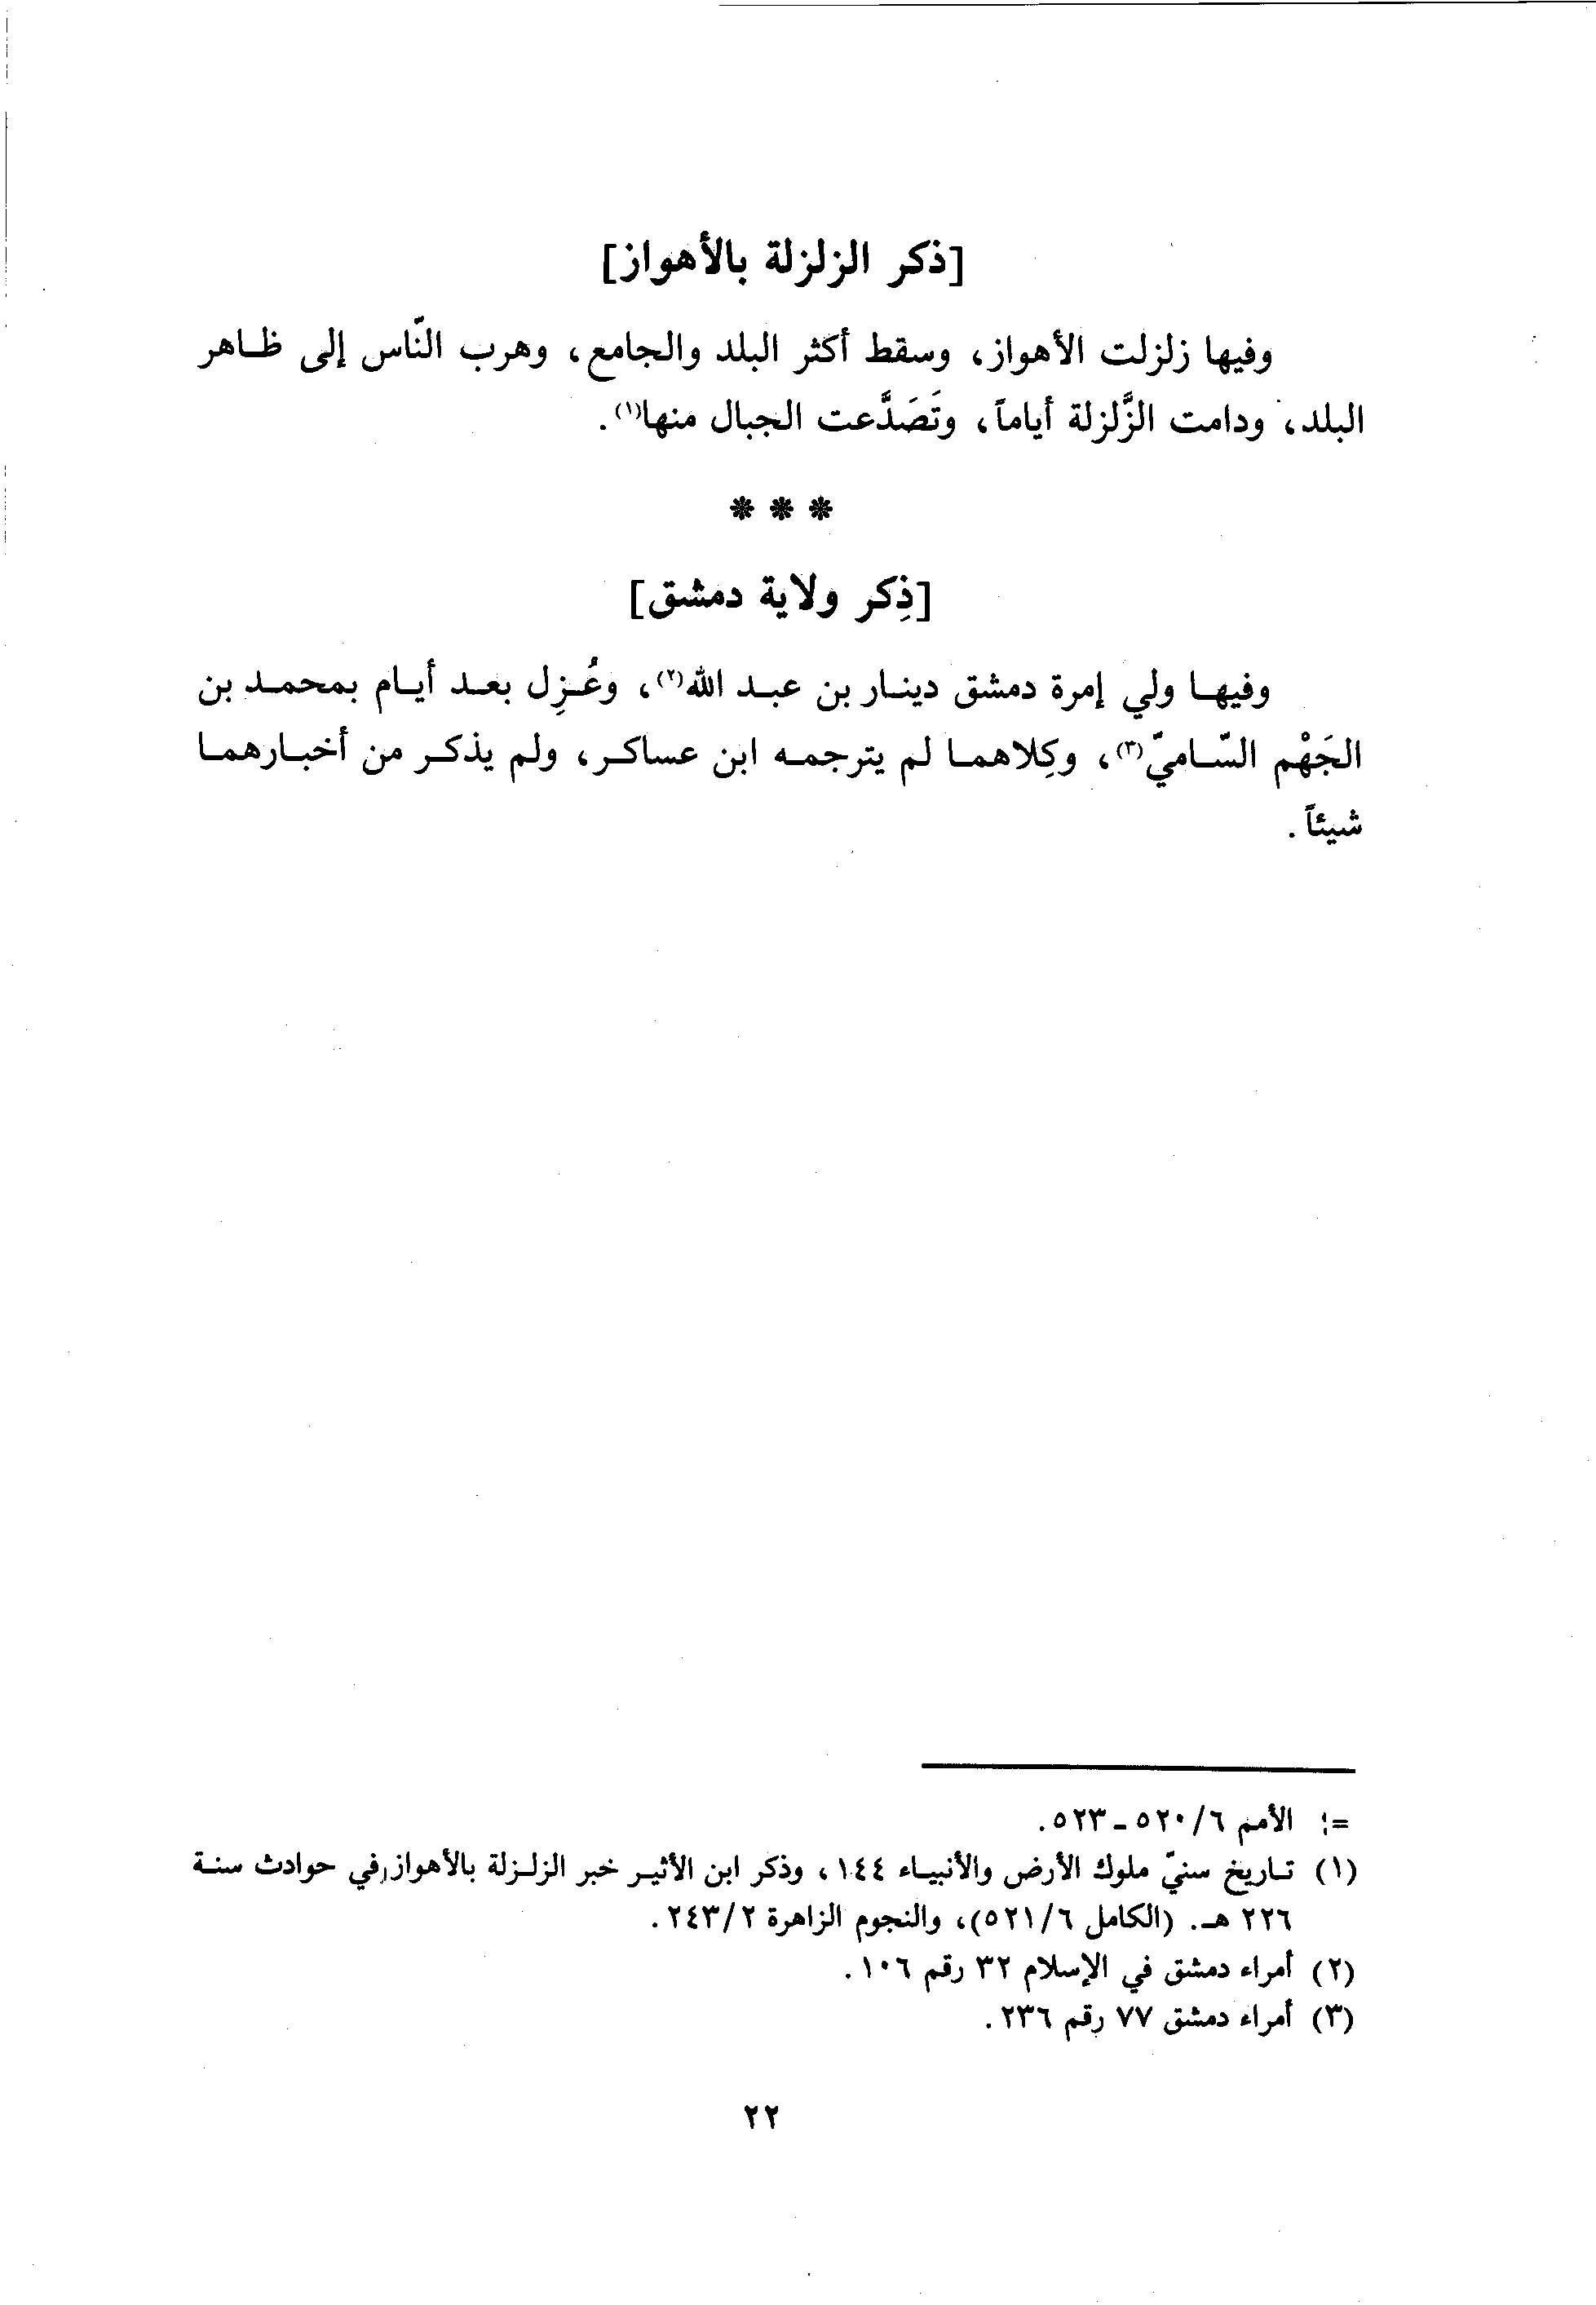 [ذكر الزلزلة بالأهواز]
وفيها زلزلت الأهواز، وسقط أكثر البلد والجامع، وهرب النّاس إلى ظاهر
البلد، ودامت الزَّلزلة أياماً، وتَصَدَّعت الجبال منها(١).
* * *
[ذِكر ولاية دمشق]
وفيها ولي إمرة دمشق دينار بن عبد الله(٢)، وعُزِل بعد أيام بمحمد بن
الجَهْم السّاميّ(٣)، وكِلاهما لم يترجمه ابن عساكر، ولم يذكر من أخبارهما
شيئاً.
=: الأمم ٦/ ٥٢٠ - ٥٢٣.
(١) تاريخ سنيّ ملوك الأرض والأنبياء ١٤٤، وذكر ابن الأثير خبر الزلزلة بالأهواز في حوادث سنة
٢٢٦ هـ. (الكامل ٦/ ٥٢١)، والنجوم الزاهرة ٢/ ٢٤٣.
(٢) أمراء دمشق في الإسلام ٣٢ رقم ١٠٦.
(٣) أمراء دمشق ٧٧ رقم ٢٣٦.
٢٢